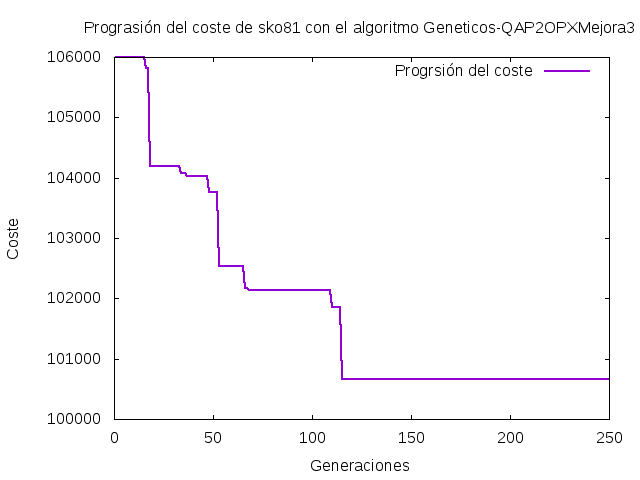 Prograsión del coste de sko81 con el algoritmo Geneticos-QAP2OPXMejora3
106000
Progrsión del coste
105000
104000
103000
Coste
102000
101000
100000
0 50 100 150 200 250
Generaciones